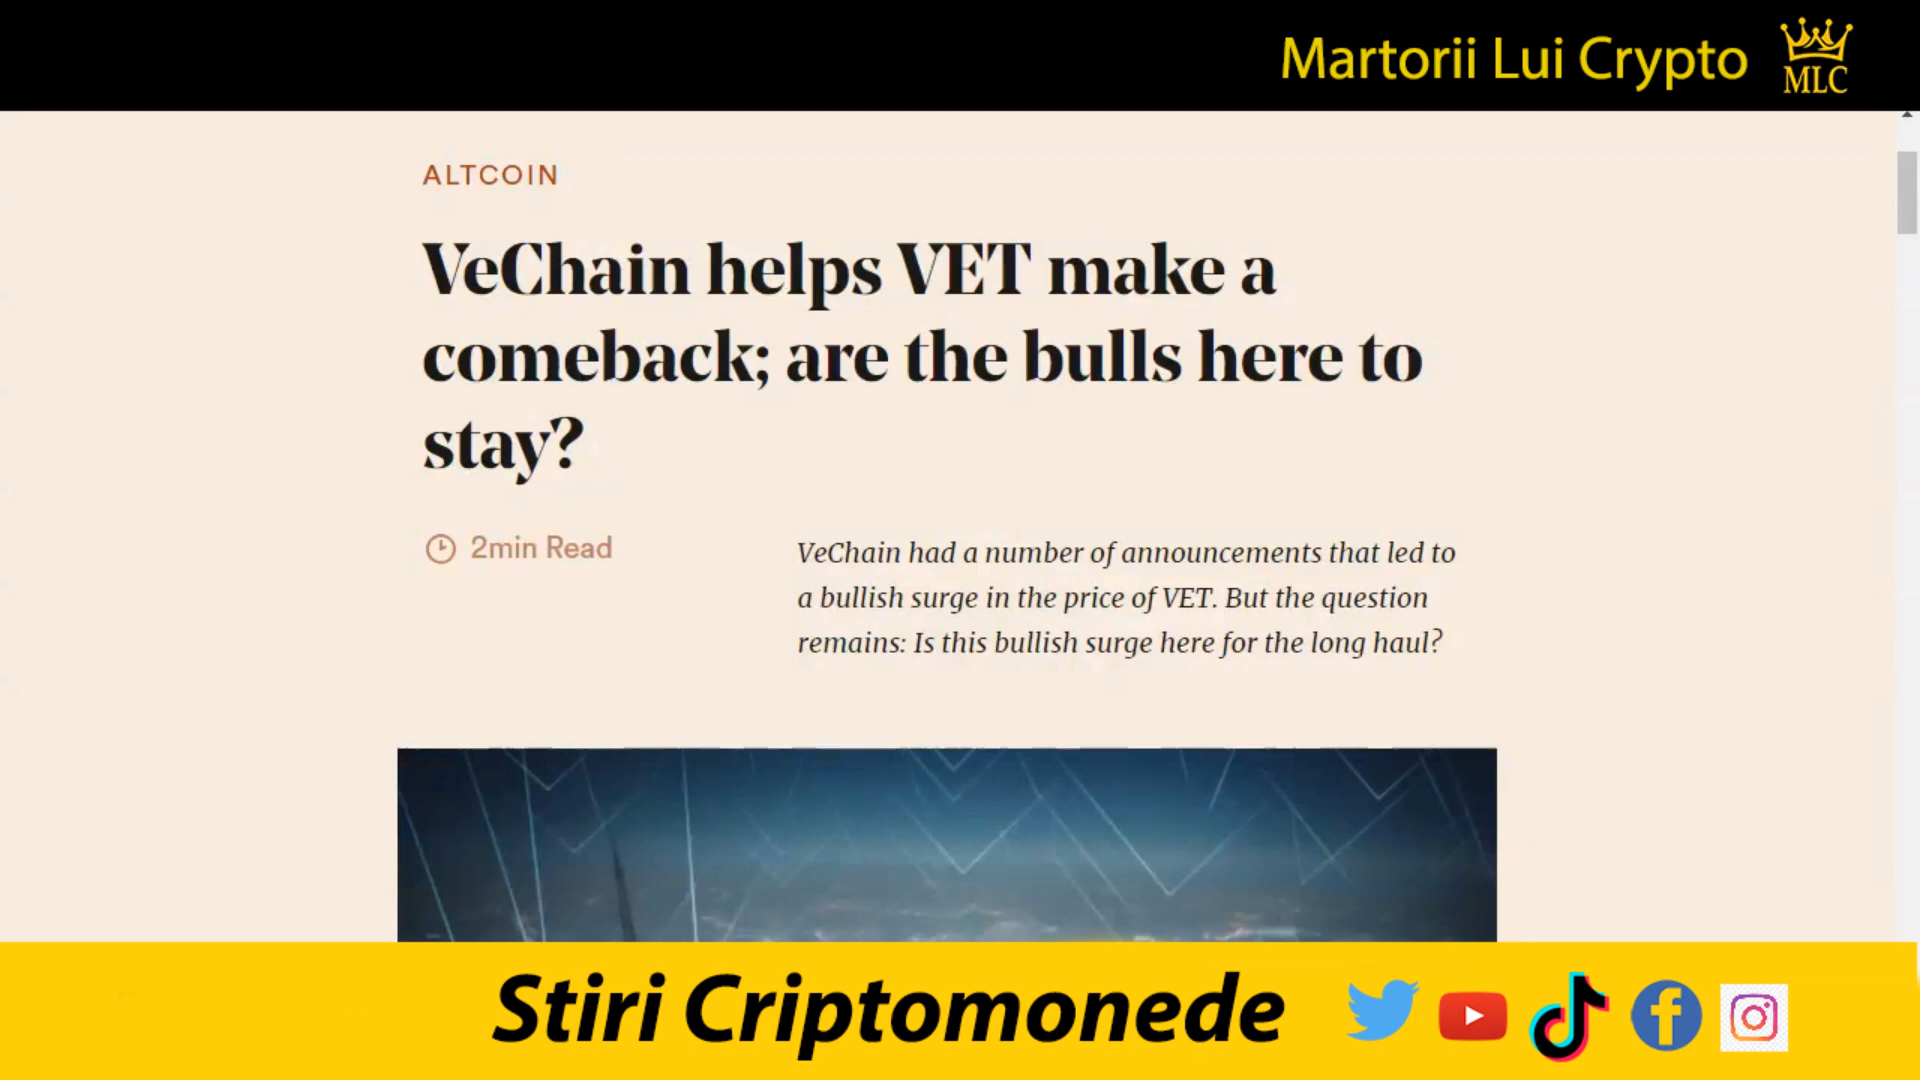 Martorii Lui Crypto
MLC
ALTCOIN
VeChain helps VET make a
comeback; are the bulls here to
stay?
2min Read
VeChain had a number of announcements that led to
a bullish surge in the price of VET. But the question
remains: Is this bullish surge here for the long haul?
Stiri Criptomonede